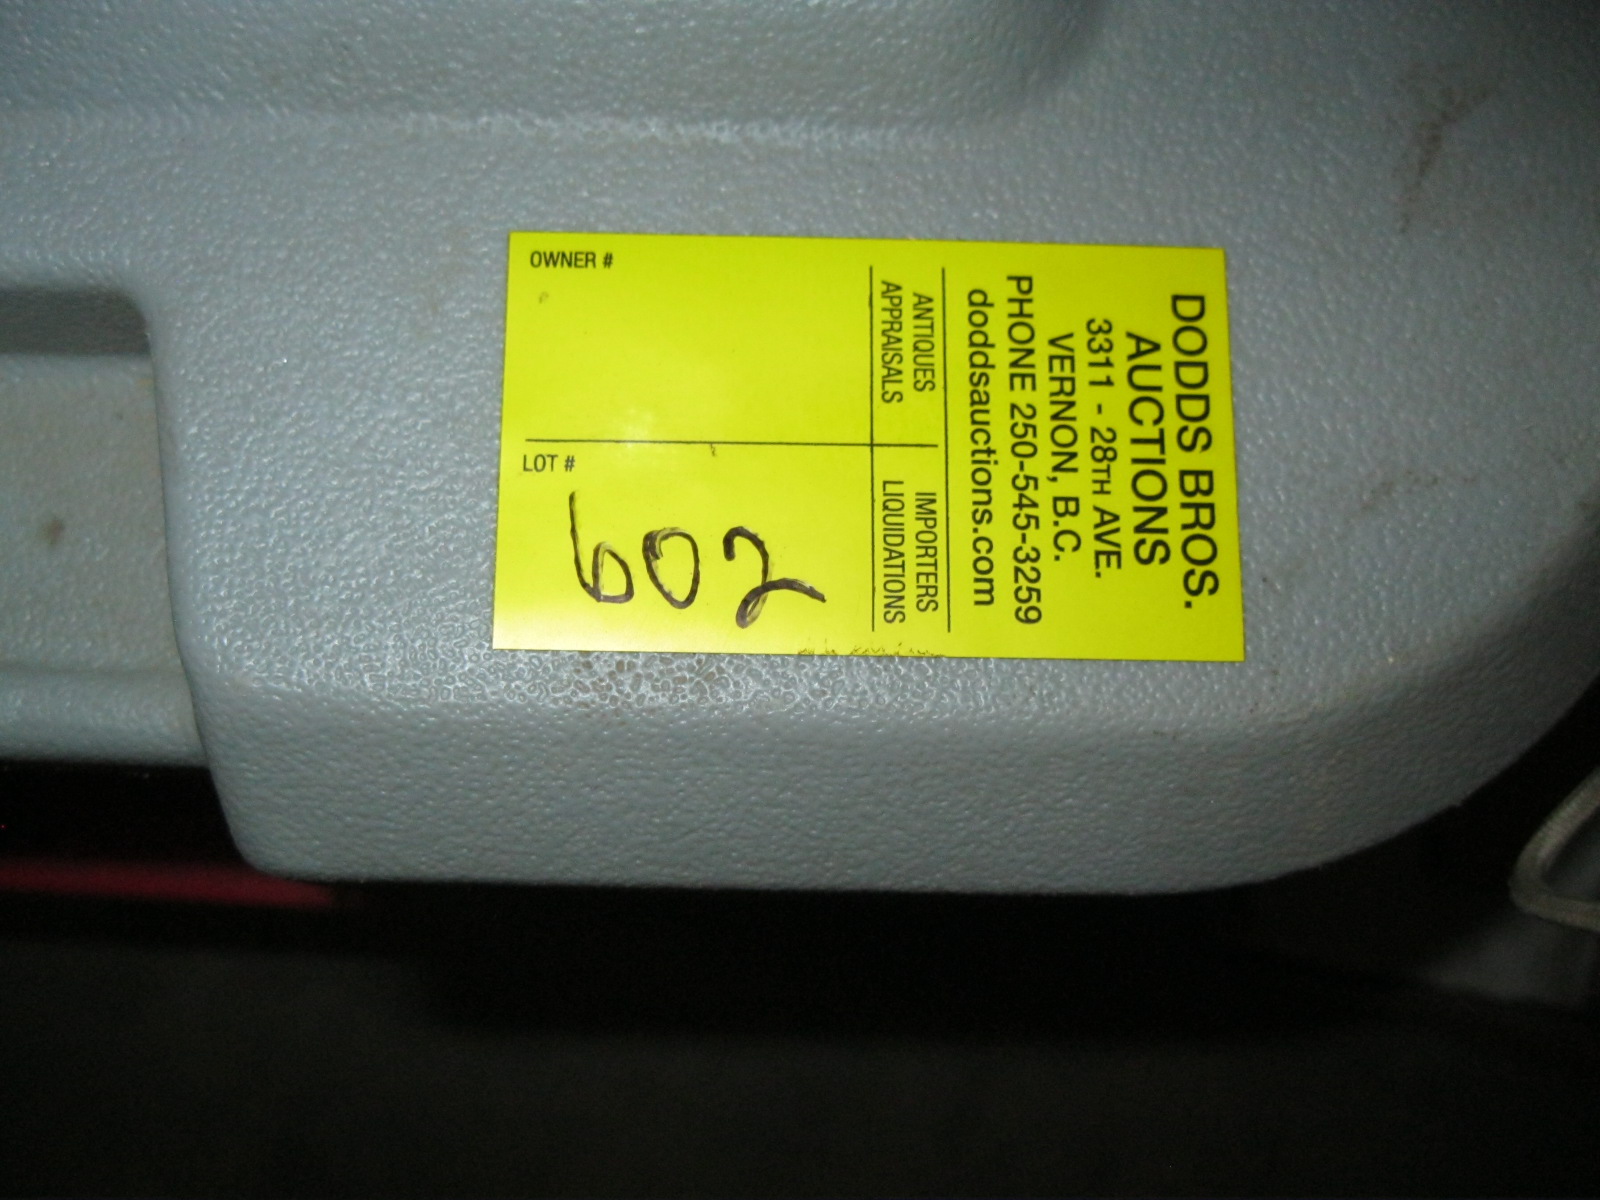 DODDS BROS.
AUCTIONS
3311 - 28TH AVE.
VERNON, B.C.
PHONE 250-545-3259
doddsauctions.com
ANTIQUES
APPRAISALS
IMPORTERS
LIQUIDATIONS
OWNER #
LOT #
602